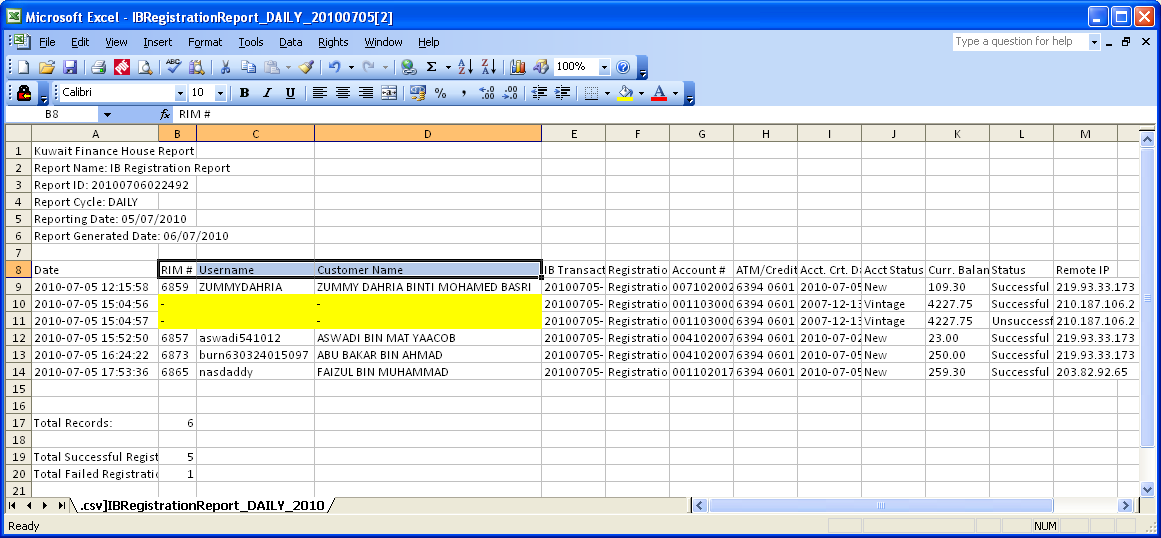 Microsoft Excel - IBRegistrationReport_DAILY_20100705[2]
File Edit View Insert Format Tools Data Rights Window Help Type a question for help
100%
Calibri 10 B I U
B8 fx RIM #
A B C D E F G H I J K L M
1 Kuwait Finance House Report
2 Report Name: IB Registration Report
3 Report ID: 20100706022492
4 Report Cycle: DAILY
5 Reporting Date: 05/07/2010
6 Report Generated Date: 06/07/2010
7
8 Date RIM # Username Customer Name IB Transact Registratio Account # ATM/Credit Acct. Crt. D Acct Status Curr. Balan Status Remote IP
9 2010-07-05 12:15:58 6859 ZUMMYDAHRIA ZUMMY DAHRIA BINTI MOHAMED BASRI 20100705- Registratio 007102002 6394 0601 2010-07-05 New 109.30 Successful 219.93.33.173
10 2010-07-05 15:04:56 - - 20100705- Registratio 001103000 6394 0601 2007-12-13 Vintage 4227.75 Successful 210.187.106.2
11 2010-07-05 15:04:57 - - 20100705- Registratio 001103000 6394 0601 2007-12-13 Vintage 4227.75 Unsuccessf 210.187.106.2
12 2010-07-05 15:52:50 6857 aswadi541012 ASWADI BIN MAT YAACOB 20100705- Registratio 004102007 6394 0601 2010-07-02 New 23.00 Successful 219.93.33.173
13 2010-07-05 16:24:22 6873 burn630324015097 ABU BAKAR BIN AHMAD 20100705- Registratio 004102007 6394 0601 2010-07-05 New 250.00 Successful 219.93.33.173
14 2010-07-05 17:53:36 6865 nasdaddy FAIZUL BIN MUHAMMAD 20100705- Registratio 001102017 6394 0601 2010-07-05 New 259.30 Successful 203.82.92.65
15
16
17 Total Records: 6
18
19 Total Successful Regist 5
20 Total Failed Registratio 1
21
.csv]IBRegistrationReport_DAILY_2010
Ready NUM